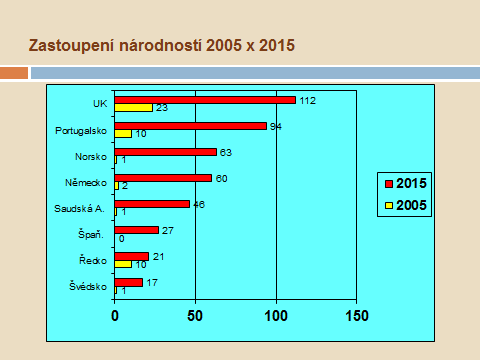 Zastoupení národností 2005 x 2015
UK
112
23
Portugalsko
94
10
Norsko
63
1
Německo
60
2
Saudská A.
46
1
Špaň.
27
0
Ředko
21
10
Švédsko
17
1
0
50
100
150
2015
2005